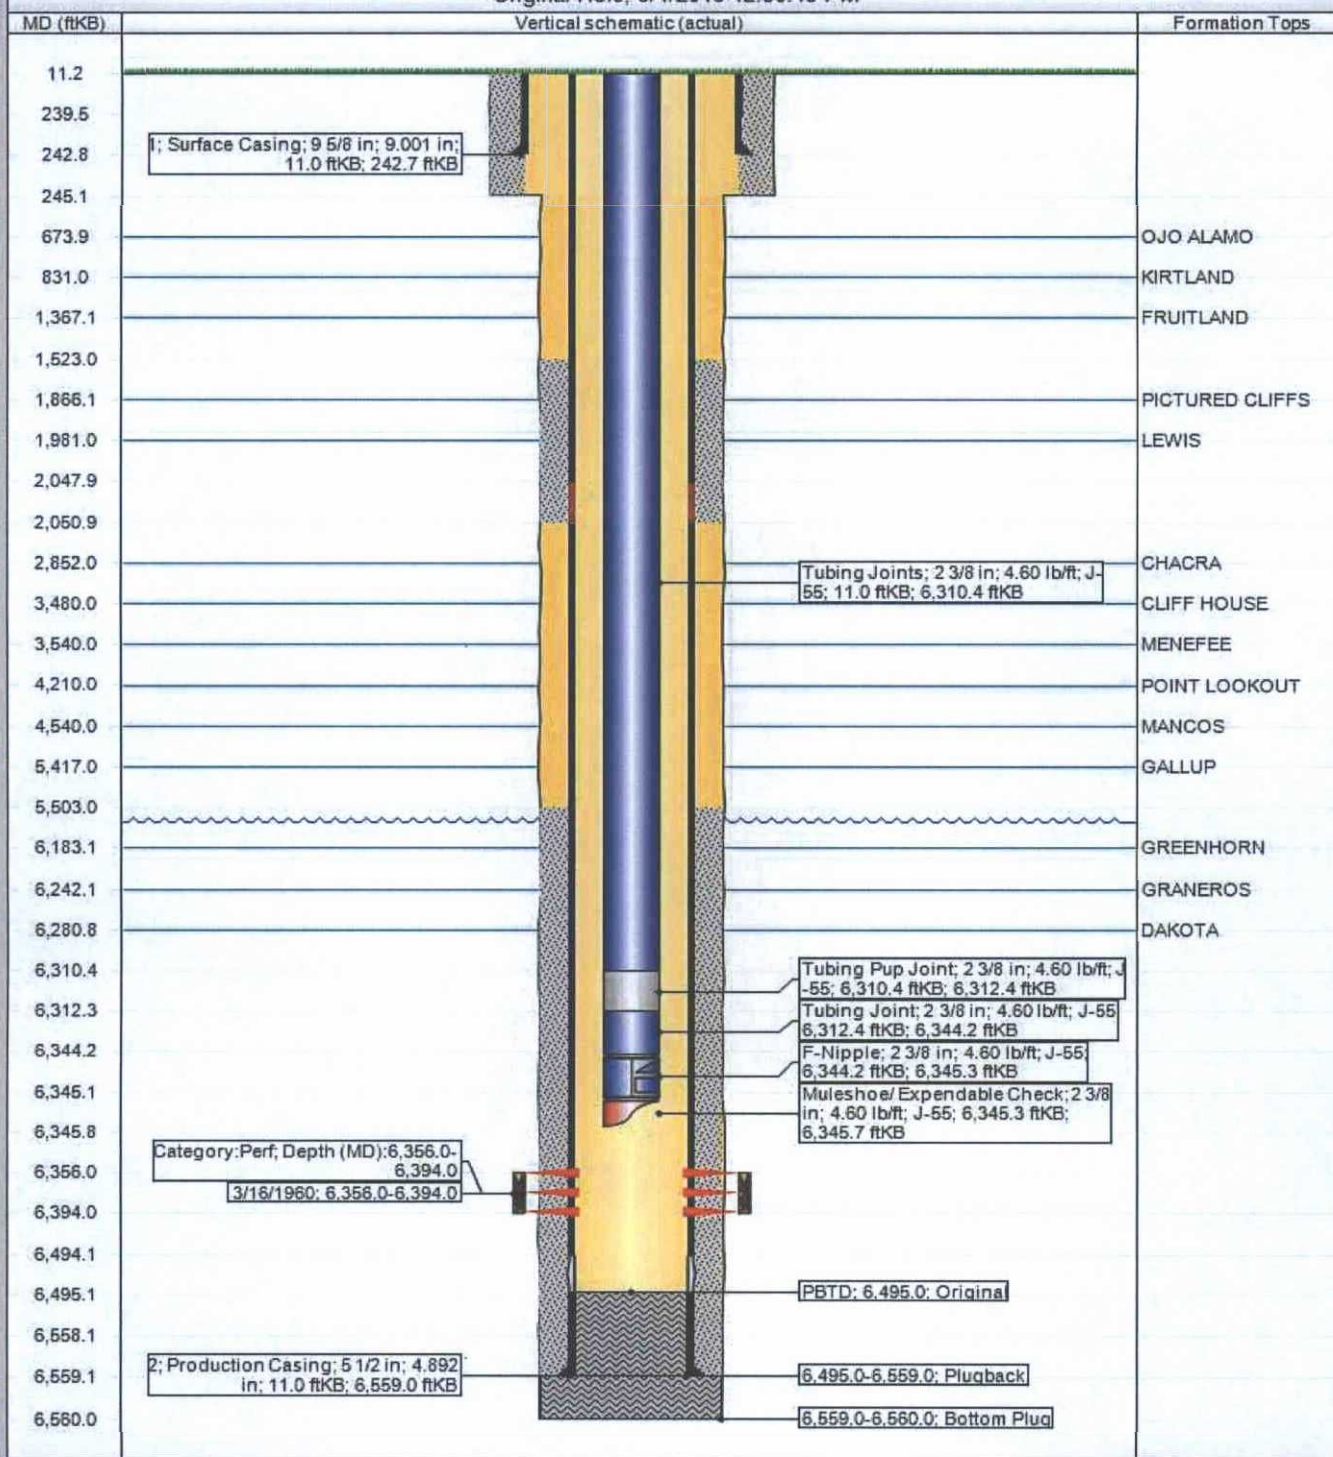 MD (ftKB)
Vertical schematic (actual)
Formation Tops
11.2
239.5
242.8
245.1
673.9
831.0
1,367.1
1,523.0
1,866.1
1,981.0
2,047.9
2,050.9
2,852.0
3,480.0
3,540.0
4,210.0
4,540.0
5,417.0
5,503.0
6,183.1
6,242.1
6,280.8
6,310.4
6,312.3
6,344.2
6,345.1
6,345.8
6,356.0
6,394.0
6,494.1
6,495.1
6,558.1
6,559.1
6,560.0
1; Surface Casing; 9 5/8 in; 9.001 in;
11.0 ftKB; 242.7 ftKB
Category:Perf; Depth (MD):6,356.0-
6,394.0
3/16/1960; 6,356.0-6,394.0
2; Production Casing; 5 1/2 in; 4.892
in; 11.0 ftKB; 6,559.0 ftKB
Tubing Joints; 2 3/8 in; 4.60 lb/ft; J-
55; 11.0 ftKB; 6,310.4 ftKB
Tubing Pup Joint; 2 3/8 in; 4.60 lb/ft; J
-55; 6,310.4 ftKB; 6,312.4 ftKB
Tubing Joint; 2 3/8 in; 4.60 lb/ft; J-55
6,312.4 ftKB; 6,344.2 ftKB
F-Nipple; 2 3/8 in; 4.60 lb/ft; J-55;
6,344.2 ftKB; 6,345.3 ftKB
Muleshoe/ Expendable Check; 2 3/8
in; 4.60 lb/ft; J-55; 6,345.3 ftKB;
6,345.7 ftKB
PBTD; 6,495.0; Original
6,495.0-6,559.0; Plugback
6,559.0-6,560.0; Bottom Plug
OJO ALAMO
KIRTLAND
FRUITLAND
PICTURED CLIFFS
LEWIS
CHACRA
CLIFF HOUSE
MENEFEE
POINT LOOKOUT
MANCOS
GALLUP
GREENHORN
GRANEROS
DAKOTA